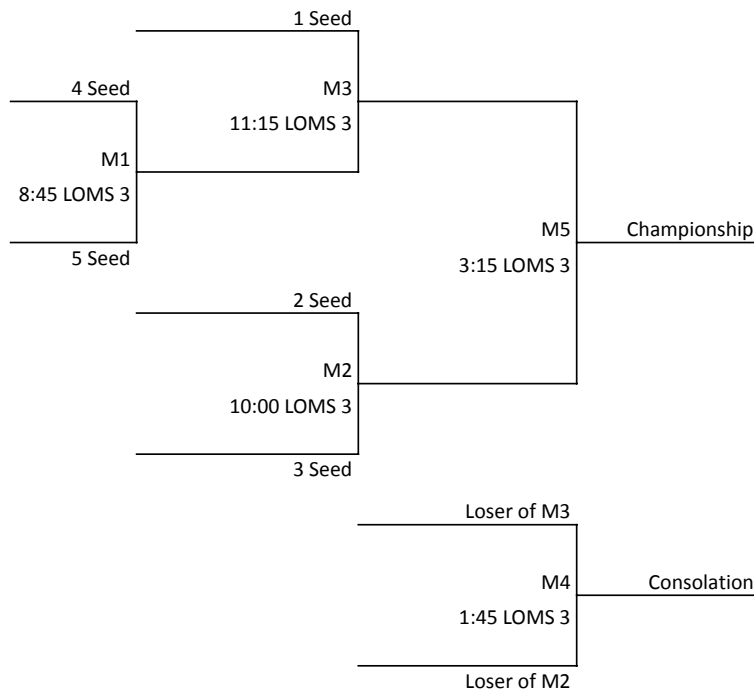 1 Seed
4 Seed
M3
11:15 LOMS 3
M1
8:45 LOMS 3
M5
Championship
3:15 LOMS 3
5 Seed
2 Seed
M2
10:00 LOMS 3
3 Seed
Loser of M3
M4
Consolation
1:45 LOMS 3
Loser of M2